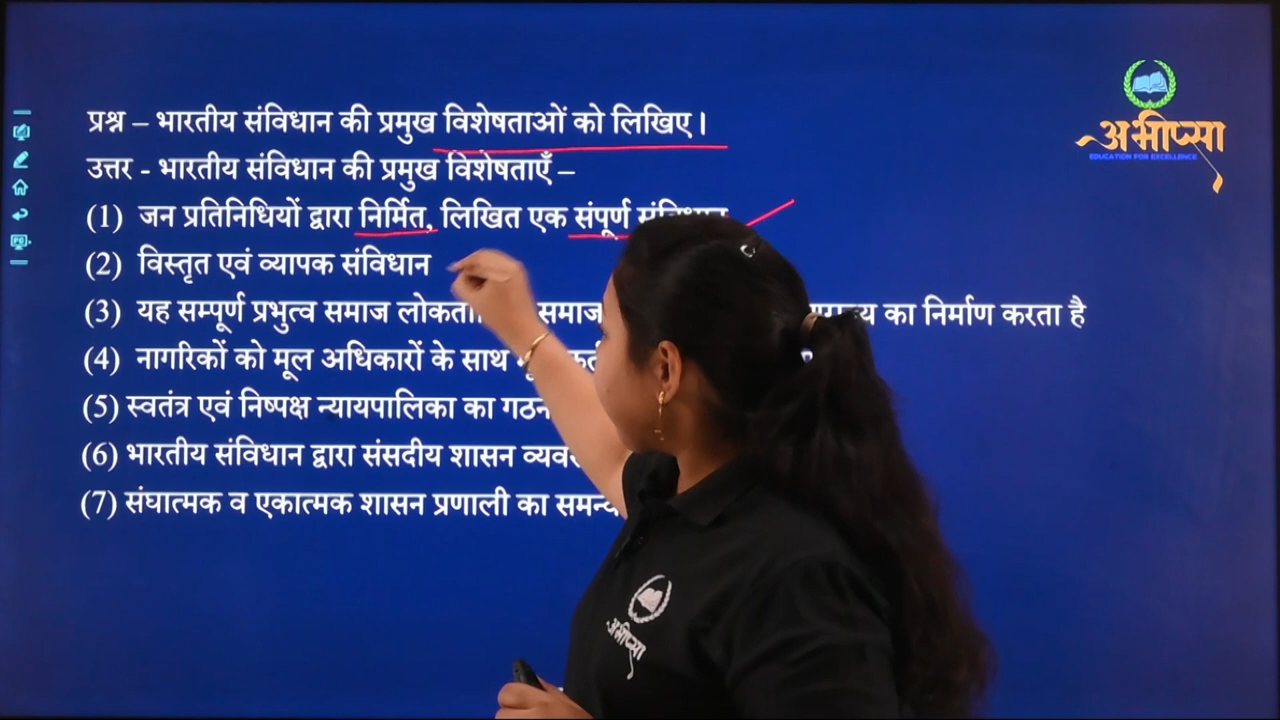 प्रश्न – भारतीय संविधान की प्रमुख विशेषताओं को लिखिए।
उत्तर - भारतीय संविधान की प्रमुख विशेषताएँ –
(1) जन प्रतिनिधियों द्वारा निर्मित, लिखित एक संपूर्ण
(2) विस्तृत एवं व्यापक संविधान
(3) यह सम्पूर्ण प्रभुत्व समाज समाज का निर्माण करता है
(4) नागरिकों को मूल अधिकारों के साथ
(5) स्वतंत्र एवं निष्पक्ष न्यायपालिका का गठन
(6) भारतीय संविधान द्वारा संसदीय शासन
(7) संघात्मक व एकात्मक शासन प्रणाली का
अभीप्सा
EDUCATION FOR EXCELLENCE
अभीप्सा